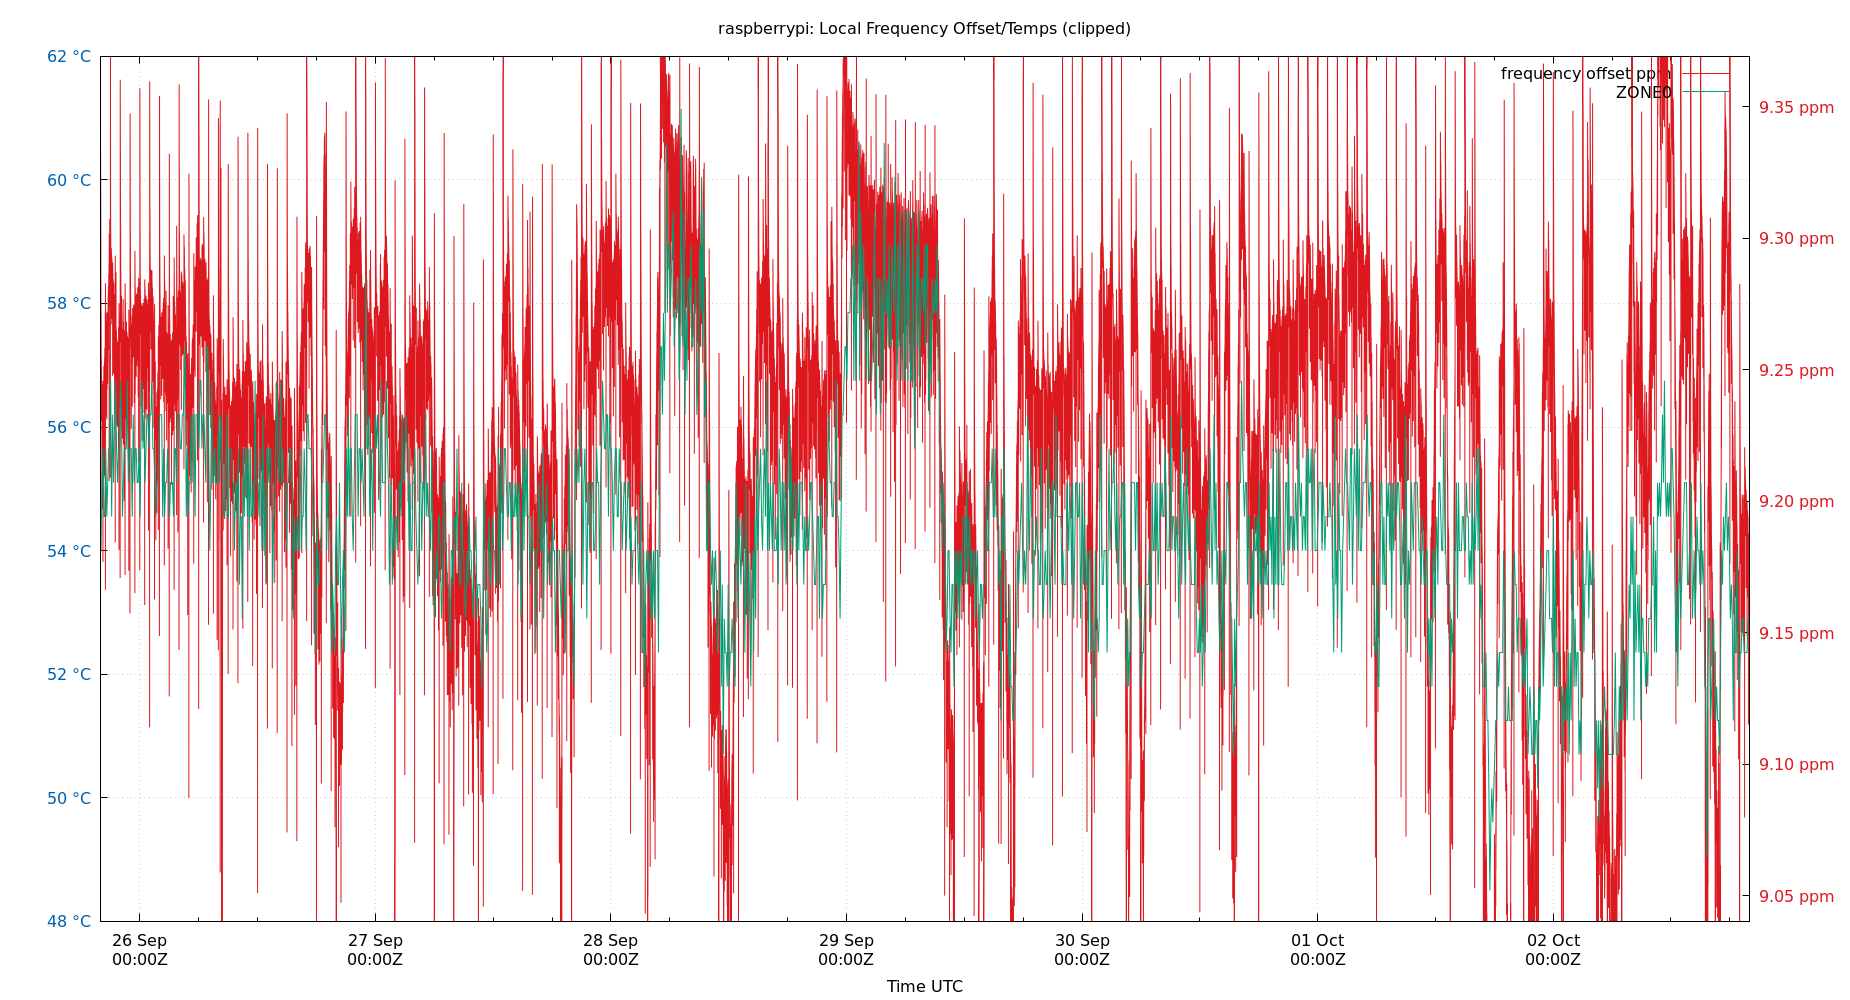 raspberrypi: Local Frequency Offset/Temps (clipped)
62 °C
60 °C
58 °C
56 °C
54 °C
52 °C
50 °C
48 °C
frequency offset ppm
ZONE0
9.35 ppm
9.30 ppm
9.25 ppm
9.20 ppm
9.15 ppm
9.10 ppm
9.05 ppm
26 Sep
00:00Z
27 Sep
00:00Z
28 Sep
00:00Z
29 Sep
00:00Z
30 Sep
00:00Z
01 Oct
00:00Z
02 Oct
00:00Z
Time UTC